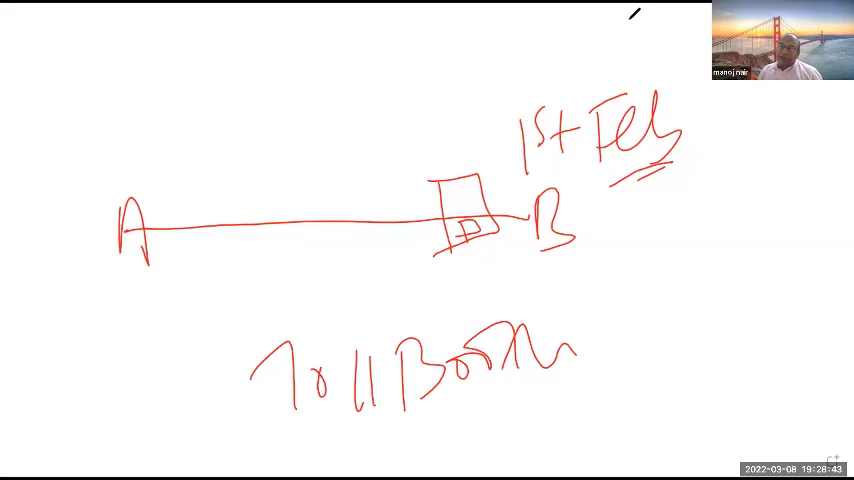 manoj nair
1st Feb
A
B
Toll Booth
2022-03-08 19:28:43